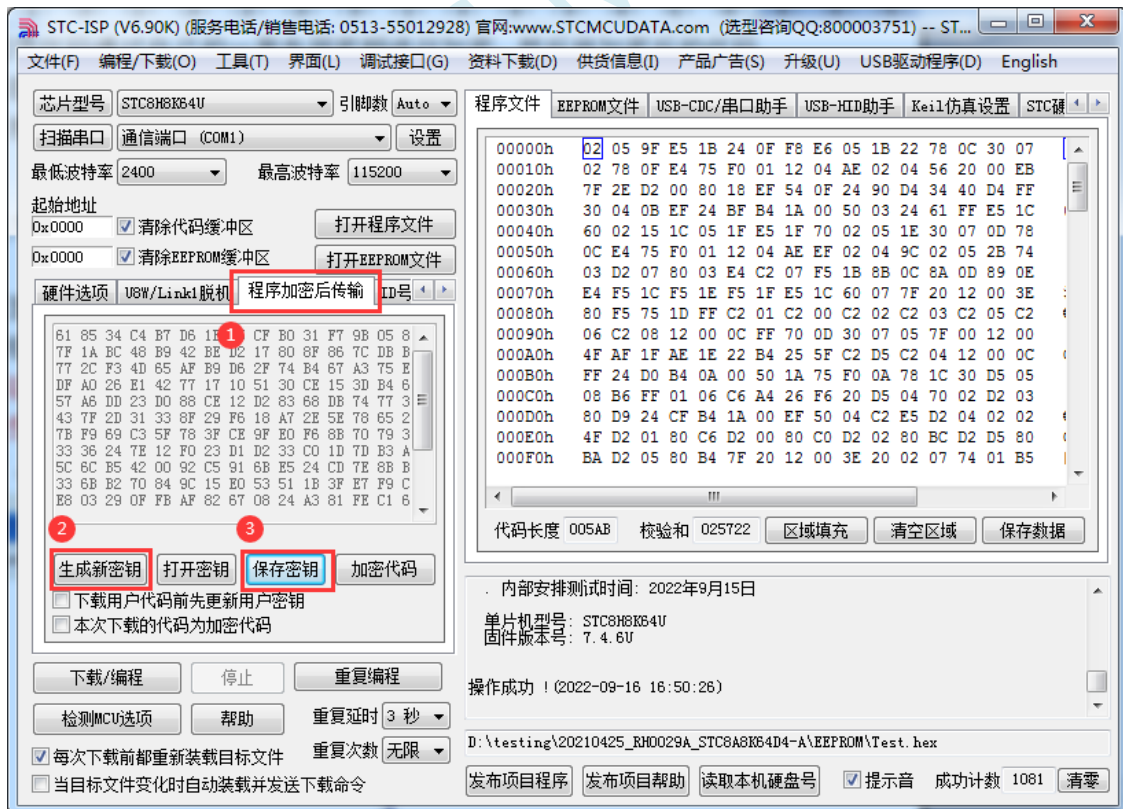 STC-ISP (V6.90K) (服务电话/销售电话: 0513-55012928) 官网:www.STCMCUDATA.com (选型咨询QQ:800003751) -- ST...
文件(F) 编程/下载(O) 工具(T) 界面(L) 调试接口(G) 资料下载(D) 供货信息(I) 产品广告(S) 升级(U) USB驱动程序(D) English
芯片型号 STC8H8K64U 引脚数 Auto
扫描串口 通信端口 (COM1) 设置
最低波特率 2400 最高波特率 115200
起始地址
0x0000 清除代码缓冲区 打开程序文件
0x0000 清除EEPROM缓冲区 打开EEPROM文件
硬件选项 U8W/Link1脱机 程序加密后传输 ID号
1
61 85 34 C4 B7 D6 1E CF B0 31 F7 9B 05 8
7F 1A BC 48 B9 42 BE D2 17 80 8F 86 7C DB B
77 2C F3 4D 65 AF B9 D6 2F 74 B4 67 A3 75 E
DF A0 26 E1 42 77 17 10 51 30 CE 15 3D B4 6
57 A6 DD 23 D0 88 CE 12 D2 83 68 DB 74 77 3
43 7F 2D 31 33 8F 29 F6 18 A7 2E 5E 78 65 2
7B F9 69 C3 5F 78 3F CE 9F E0 F6 8B 70 79 3
33 36 24 7E 12 F0 23 D1 D2 33 C0 1D 7D B3 A
5C 6C B5 42 00 92 C5 91 6B E5 24 CD 7E 8B B
33 6B B2 70 84 9C 15 E0 53 51 1B 3F E7 F9 C
E8 03 29 0F FB AF 82 67 08 24 A3 81 FE C1 6
2 3
生成新密钥 打开密钥 保存密钥 加密代码
下载用户代码前先更新用户密钥
本次下载的代码为加密代码
下载/编程 停止 重复编程
检测MCU选项 帮助 重复延时 3 秒
每次下载前都重新装载目标文件 重复次数 无限
当目标文件变化时自动装载并发送下载命令
程序文件 EEPROM文件 USB-CDC/串口助手 USB-HID助手 Keil仿真设置 STC硬
00000h 02 05 9F E5 1B 24 0F F8 E6 05 1B 22 78 0C 30 07
00010h 02 78 0F E4 75 F0 01 12 04 AE 02 04 56 20 00 EB
00020h 7F 2E D2 00 80 18 EF 54 0F 24 90 D4 34 40 D4 FF
00030h 30 04 0B EF 24 BF B4 1A 00 50 03 24 61 FF E5 1C
00040h 60 02 15 1C 05 1F E5 1F 70 02 05 1E 30 07 0D 78
00050h 0C E4 75 F0 01 12 04 AE EF 02 04 9C 02 05 2B 74
00060h 03 D2 07 80 03 E4 C2 07 F5 1B 8B 0C 8A 0D 89 0E
00070h E4 F5 1C F5 1E F5 1F E5 1C 60 07 7F 20 12 00 3E
00080h 80 F5 75 1D FF C2 01 C2 00 C2 02 C2 03 C2 05 C2
00090h 06 C2 08 12 00 0C FF 70 0D 30 07 05 7F 00 12 00
000A0h 4F AF 1F AE 1E 22 B4 25 5F C2 D5 C2 04 12 00 0C
000B0h FF 24 D0 B4 0A 00 50 1A 75 F0 0A 78 1C 30 D5 05
000C0h 08 B6 FF 01 06 C6 A4 26 F6 20 D5 04 70 02 D2 03
000D0h 80 D9 24 CF B4 1A 00 EF 50 04 C2 E5 D2 04 02 02
000E0h 4F D2 01 80 C6 D2 00 80 C0 D2 02 80 BC D2 D5 80
000F0h BA D2 05 80 B4 7F 20 12 00 3E 20 02 07 74 01 B5
代码长度 005AB 校验和 025722 区域填充 清空区域 保存数据
. 内部安排测试时间: 2022年9月15日
单片机型号: STC8H8K64U
固件版本号: 7.4.6U
操作成功 !(2022-09-16 16:50:26)
D:\testing\20210425_RH0029A_STC8A8K64D4-A\EEPROM\Test.hex
发布项目程序 发布项目帮助 读取本机硬盘号 提示音 成功计数 1081 清零